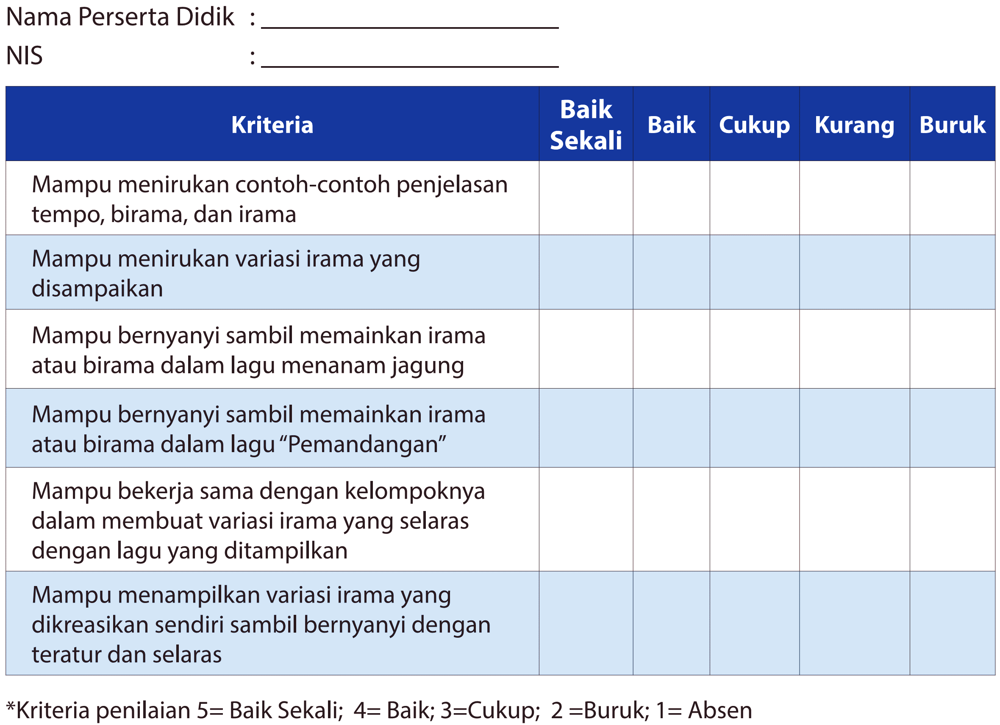 Nama Perserta Didik :
NIS :
Kriteria Baik Sekali Baik Cukup Kurang Buruk
Mampu menirukan contoh-contoh penjelasan
tempo, birama, dan irama
Mampu menirukan variasi irama yang
disampaikan
Mampu bernyanyi sambil memainkan irama
atau birama dalam lagu menanam jagung
Mampu bernyanyi sambil memainkan irama
atau birama dalam lagu “Pemandangan”
Mampu bekerja sama dengan kelompoknya
dalam membuat variasi irama yang selaras
dengan lagu yang ditampilkan
Mampu menampilkan variasi irama yang
dikreasikan sendiri sambil bernyanyi dengan
teratur dan selaras
*Kriteria penilaian 5= Baik Sekali; 4= Baik; 3=Cukup; 2 =Buruk; 1= Absen